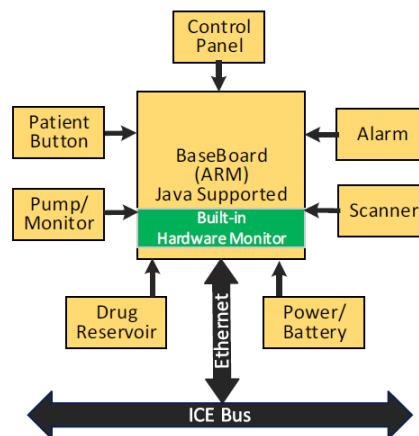 Control
Panel
Patient
Button
Alarm
BaseBoard
(ARM)
Java Supported
Pump/
Monitor
Scanner
Built-in
Hardware Monitor
Drug
Reservoir
Ethernet
Power/
Battery
ICE Bus